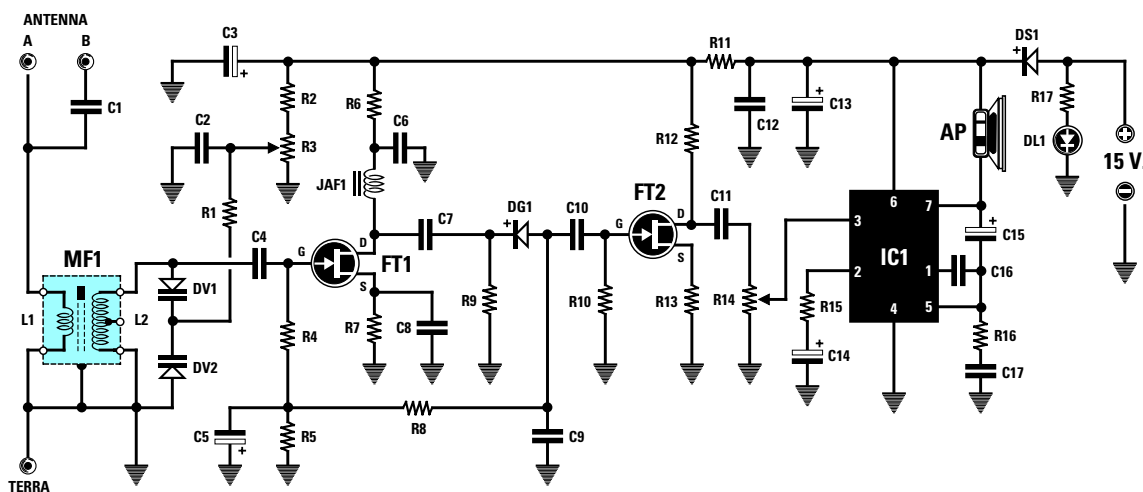 ANTENNA
A
B
C1
C3
+
C2
R2
R3
R1
R6
C6
JAF1
C4
G
D
S
FT1
C7
R9
DG1
+
C10
G
FT2
D
S
R10
R12
R13
R11
C11
R14
C12
C13
+
3
2
6
7
1
5
4
IC1
R15
C14
+
AP
C15
+
C16
R16
C17
DS1
+
R17
DL1
15 V.
MF1
L1
L2
DV1
DV2
R4
R7
C8
C5
+
R5
R8
C9
TERRA